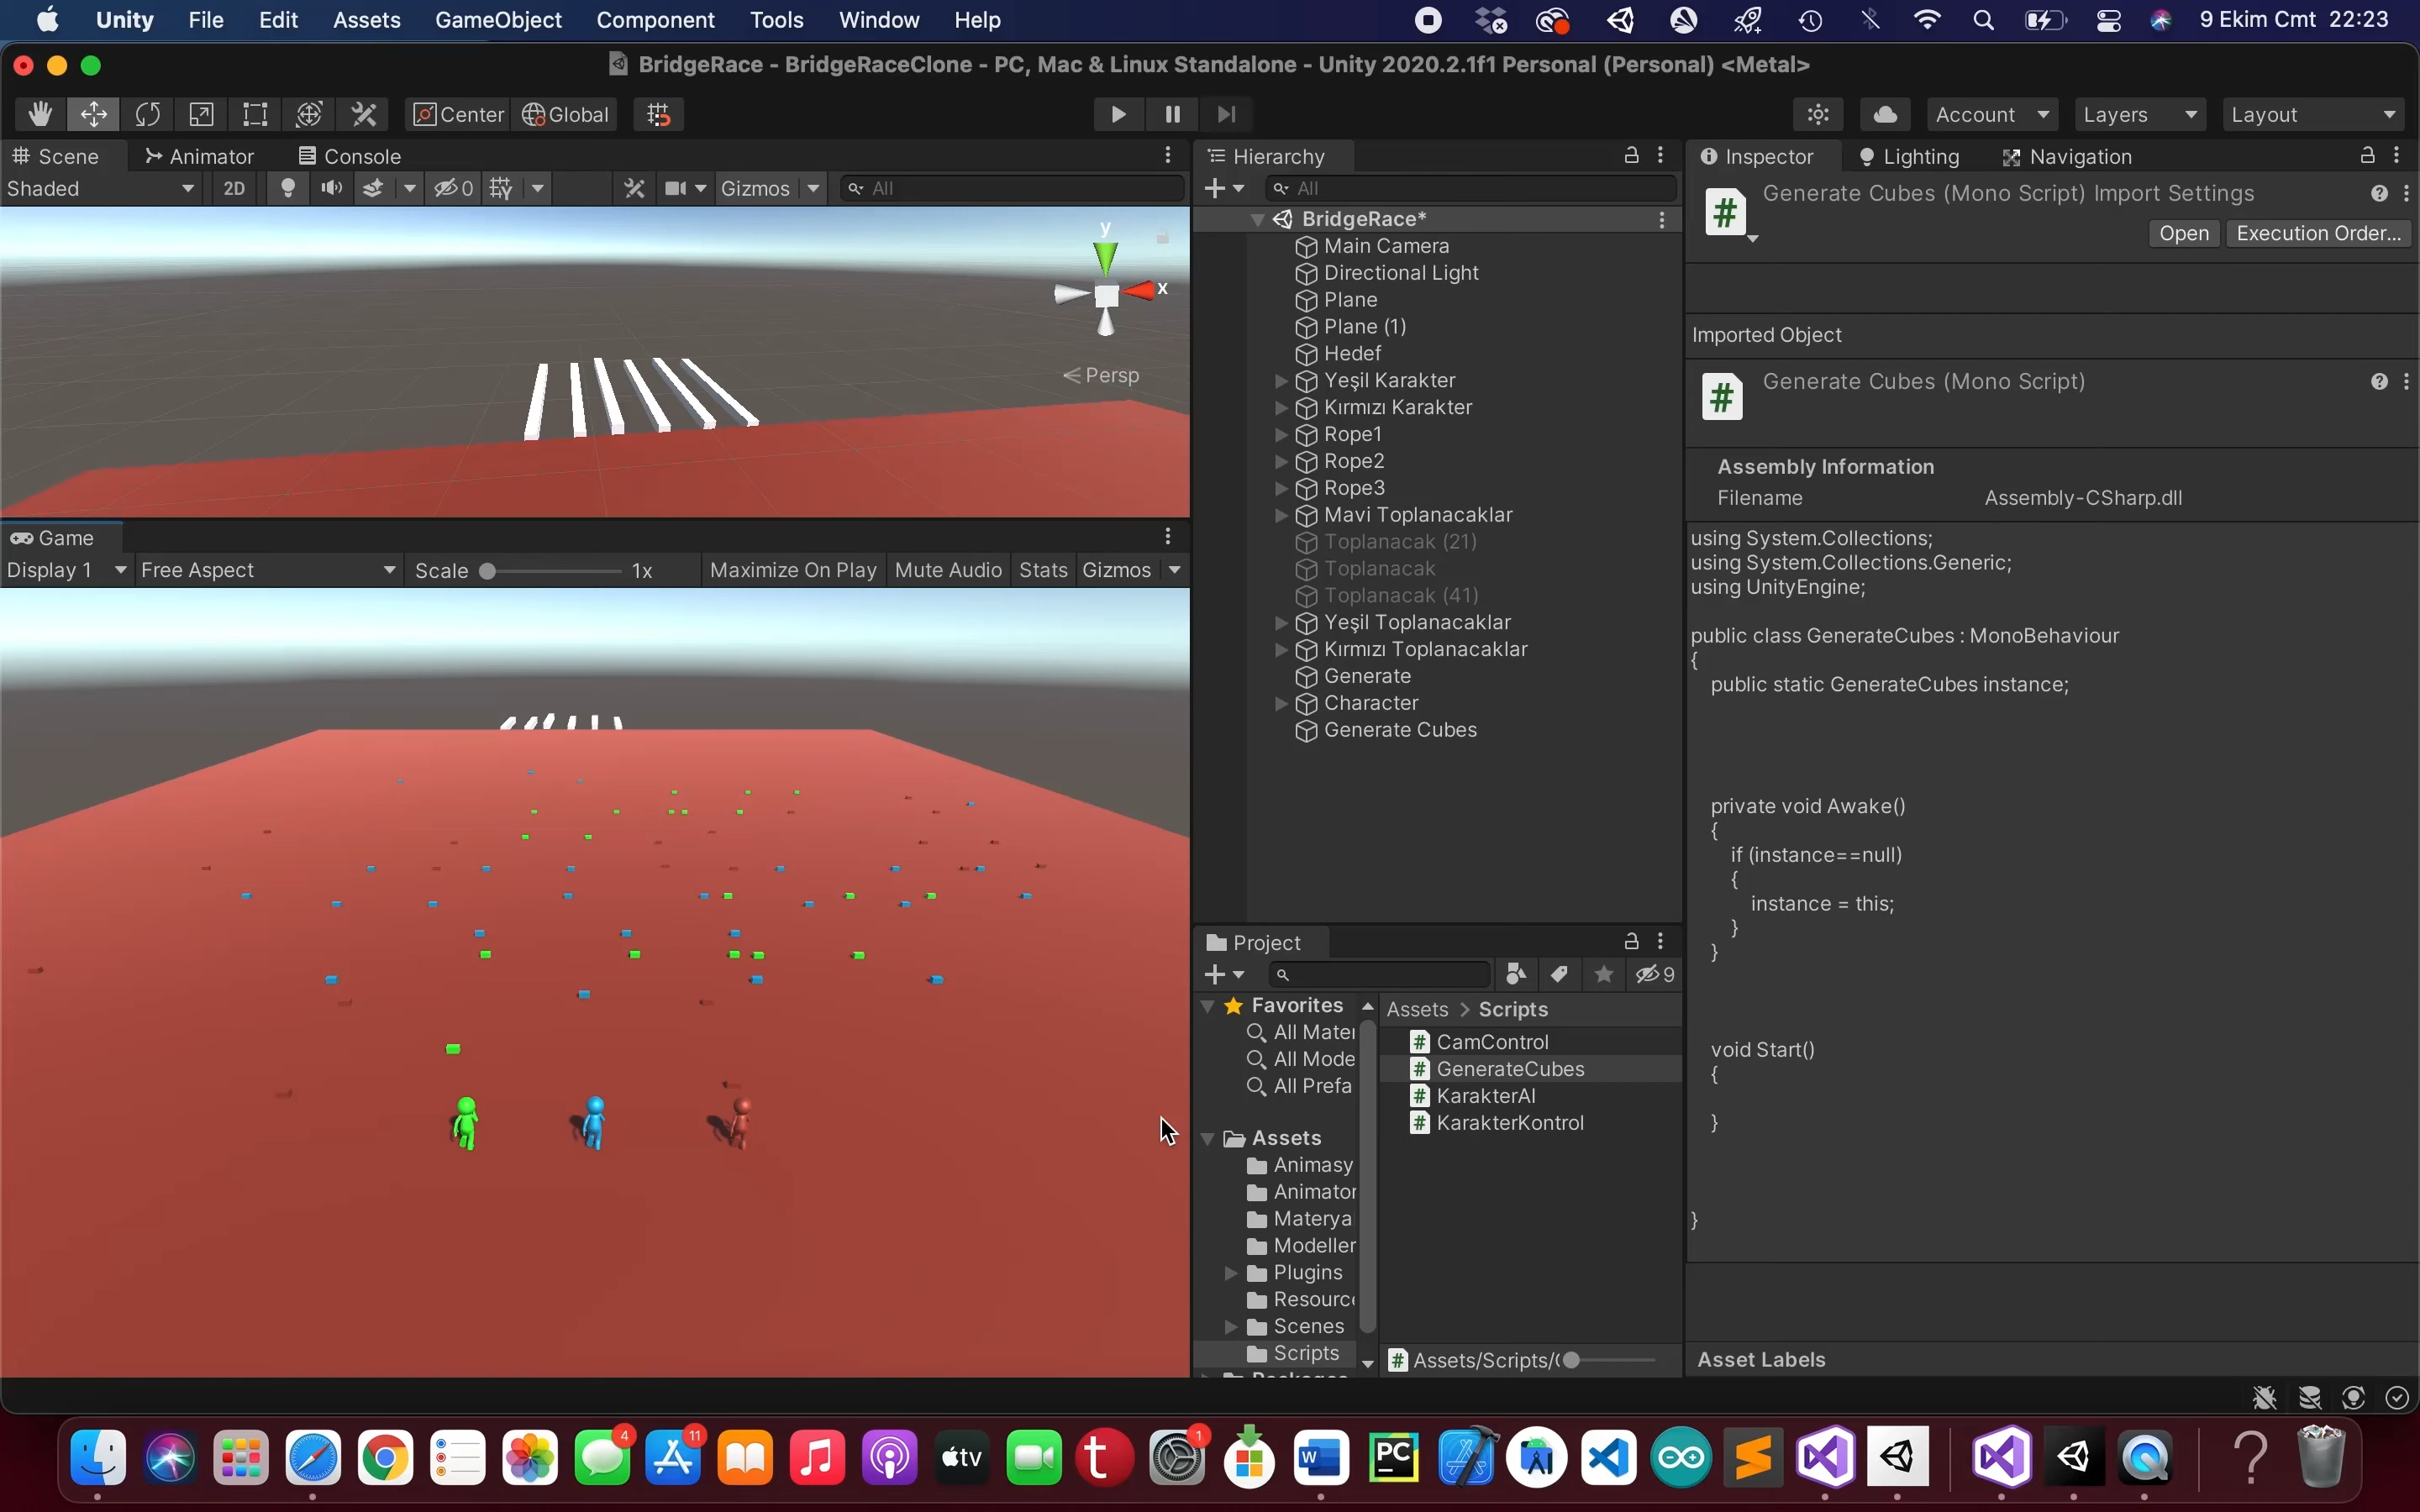 Unity File Edit Assets GameObject Component Tools Window Help 9 Ekim Cmt 22:23
BridgeRace - BridgeRaceClone - PC, Mac & Linux Standalone - Unity 2020.2.1f1 Personal (Personal) <Metal>
Center Global Account Layers Layout
Scene Animator Console
Shaded 2D 0 Gizmos All
y
x
Persp
Game
Display 1 Free Aspect Scale 1x Maximize On Play Mute Audio Stats Gizmos
Hierarchy
All
BridgeRace*
Main Camera
Directional Light
Plane
Plane (1)
Hedef
Yeşil Karakter
Kırmızı Karakter
Rope1
Rope2
Rope3
Mavi Toplanacaklar
Toplanacak (21)
Toplanacak
Toplanacak (41)
Yeşil Toplanacaklar
Kırmızı Toplanacaklar
Generate
Character
Generate Cubes
Project
9
Favorites
All Mater
All Mode
All Prefa
Assets
Animasy
Animator
Materya
Modeller
Plugins
Resource
Scenes
Scripts
Assets > Scripts
CamControl
GenerateCubes
KarakterAI
KarakterKontrol
Assets/Scripts/(
Inspector Lighting Navigation
Generate Cubes (Mono Script) Import Settings
Open Execution Order...
Imported Object
Generate Cubes (Mono Script)
Assembly Information
Filename Assembly-CSharp.dll
using System.Collections;
using System.Collections.Generic;
using UnityEngine;
public class GenerateCubes : MonoBehaviour
{
public static GenerateCubes instance;
private void Awake()
{
if (instance==null)
{
instance = this;
}
}
void Start()
{
}
}
Asset Labels
4 11 tv t 1 W PC